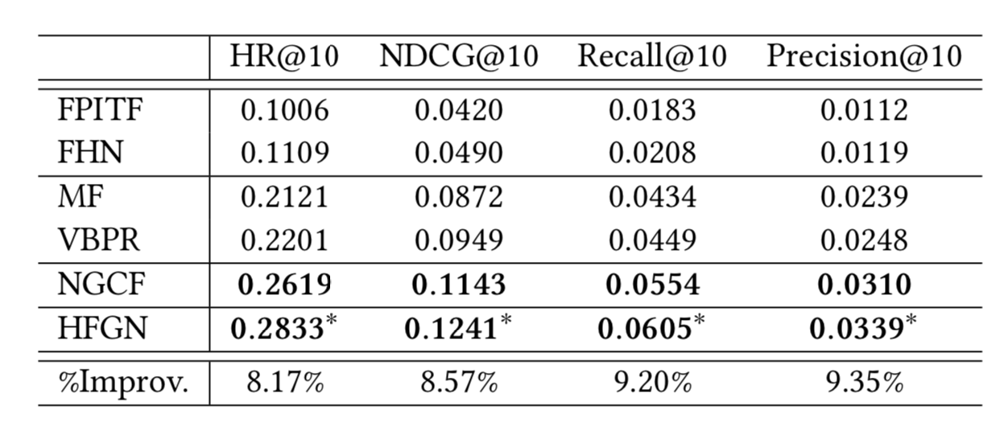 HR@10 NDCG@10 Recall@10 Precision@10
FPITF 0.1006 0.0420 0.0183 0.0112
FHN 0.1109 0.0490 0.0208 0.0119
MF 0.2121 0.0872 0.0434 0.0239
VBPR 0.2201 0.0949 0.0449 0.0248
NGCF 0.2619 0.1143 0.0554 0.0310
HFGN 0.2833* 0.1241* 0.0605* 0.0339*
%Improv. 8.17% 8.57% 9.20% 9.35%